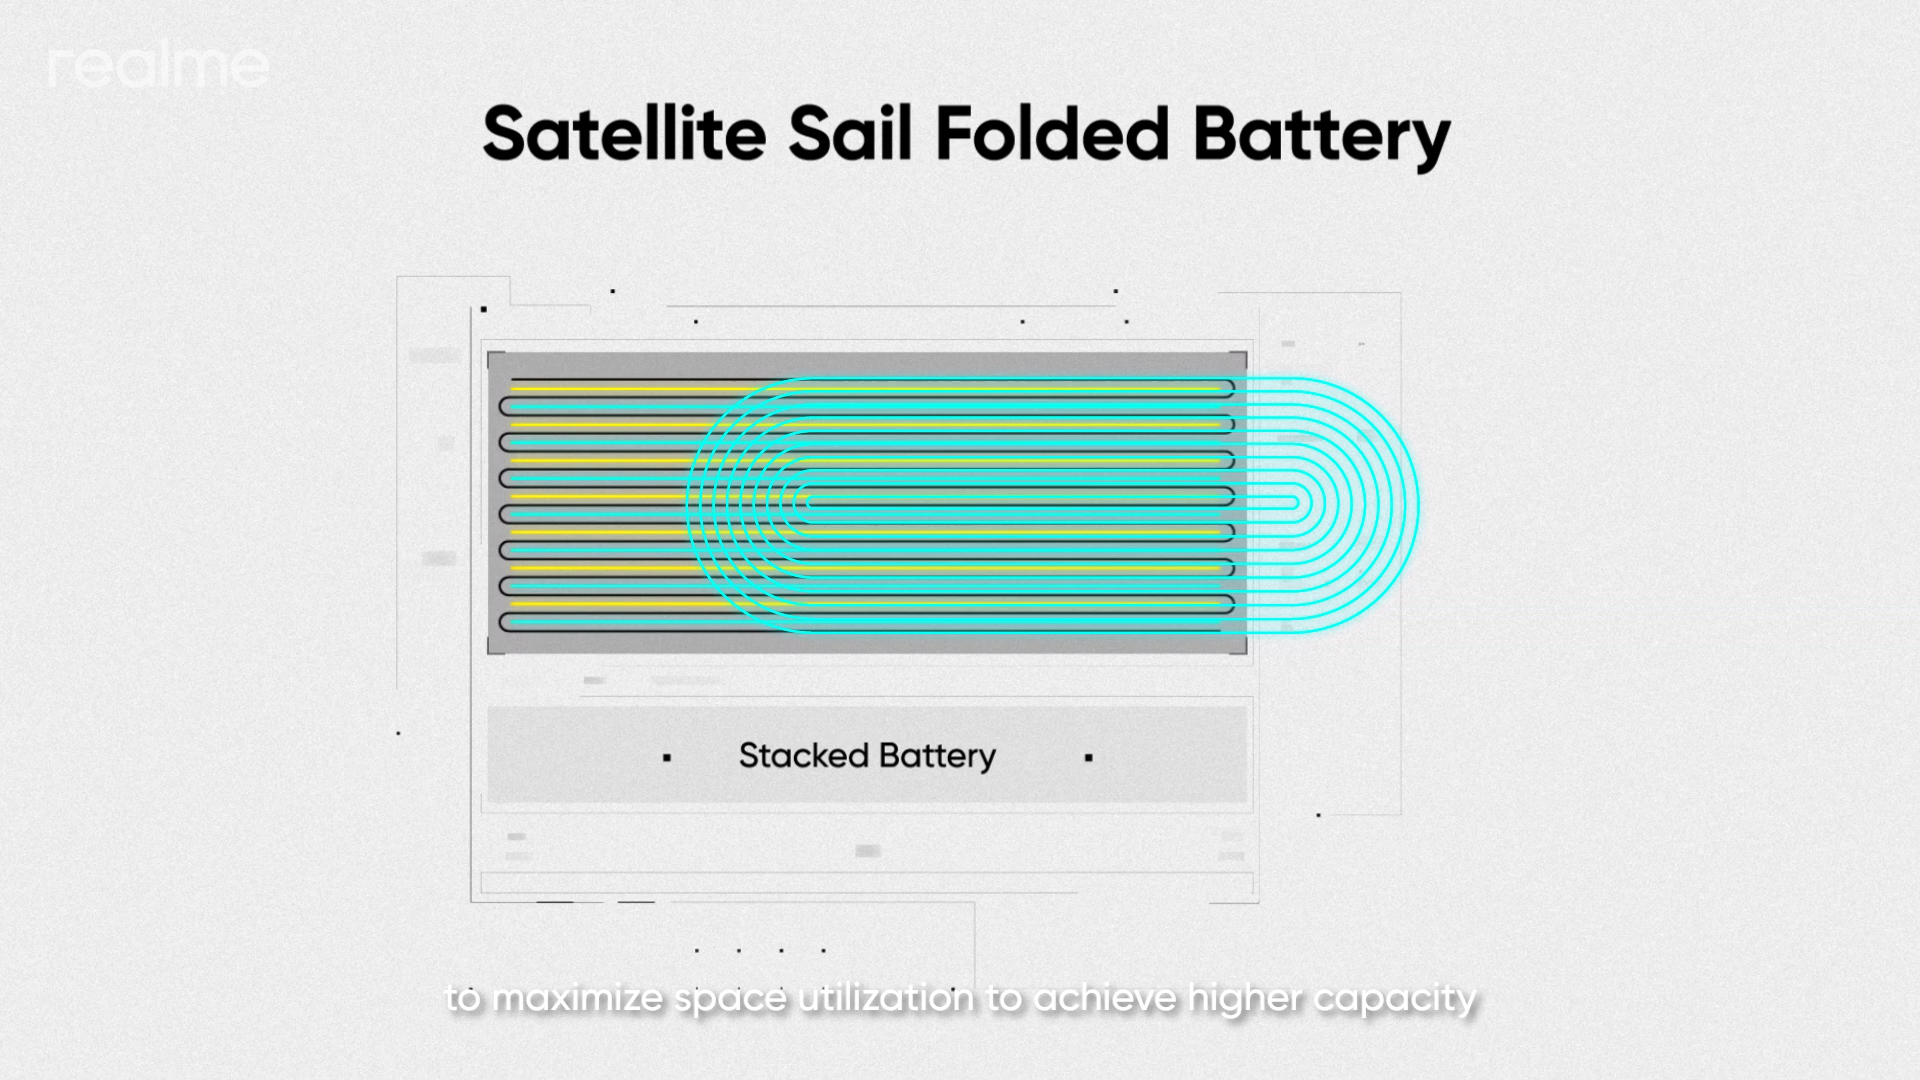 realme
Satellite Sail Folded Battery
Stacked Battery
to maximize space utilization to achieve higher capacity